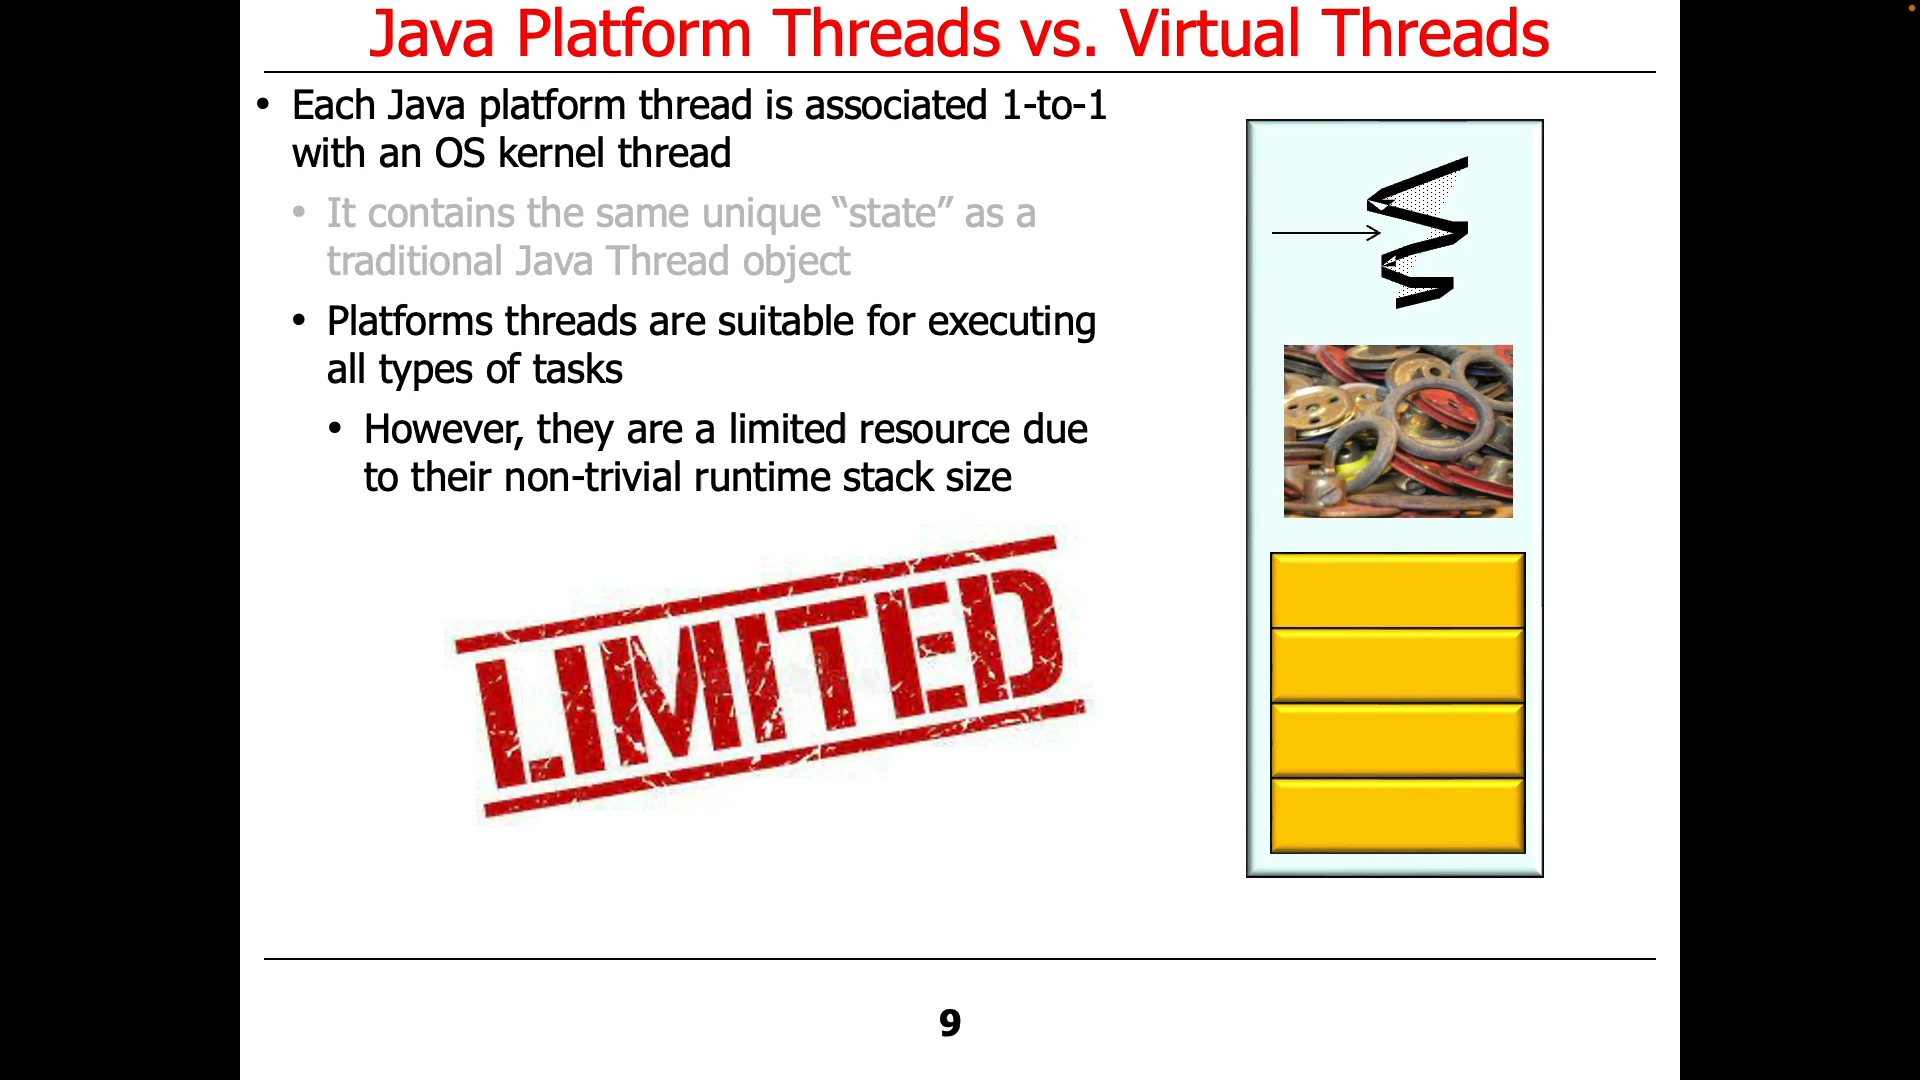 Java Platform Threads vs. Virtual Threads
• Each Java platform thread is associated 1-to-1
with an OS kernel thread
• It contains the same unique “state” as a
traditional Java Thread object
• Platforms threads are suitable for executing
all types of tasks
• However, they are a limited resource due
to their non-trivial runtime stack size
LIMITED
9